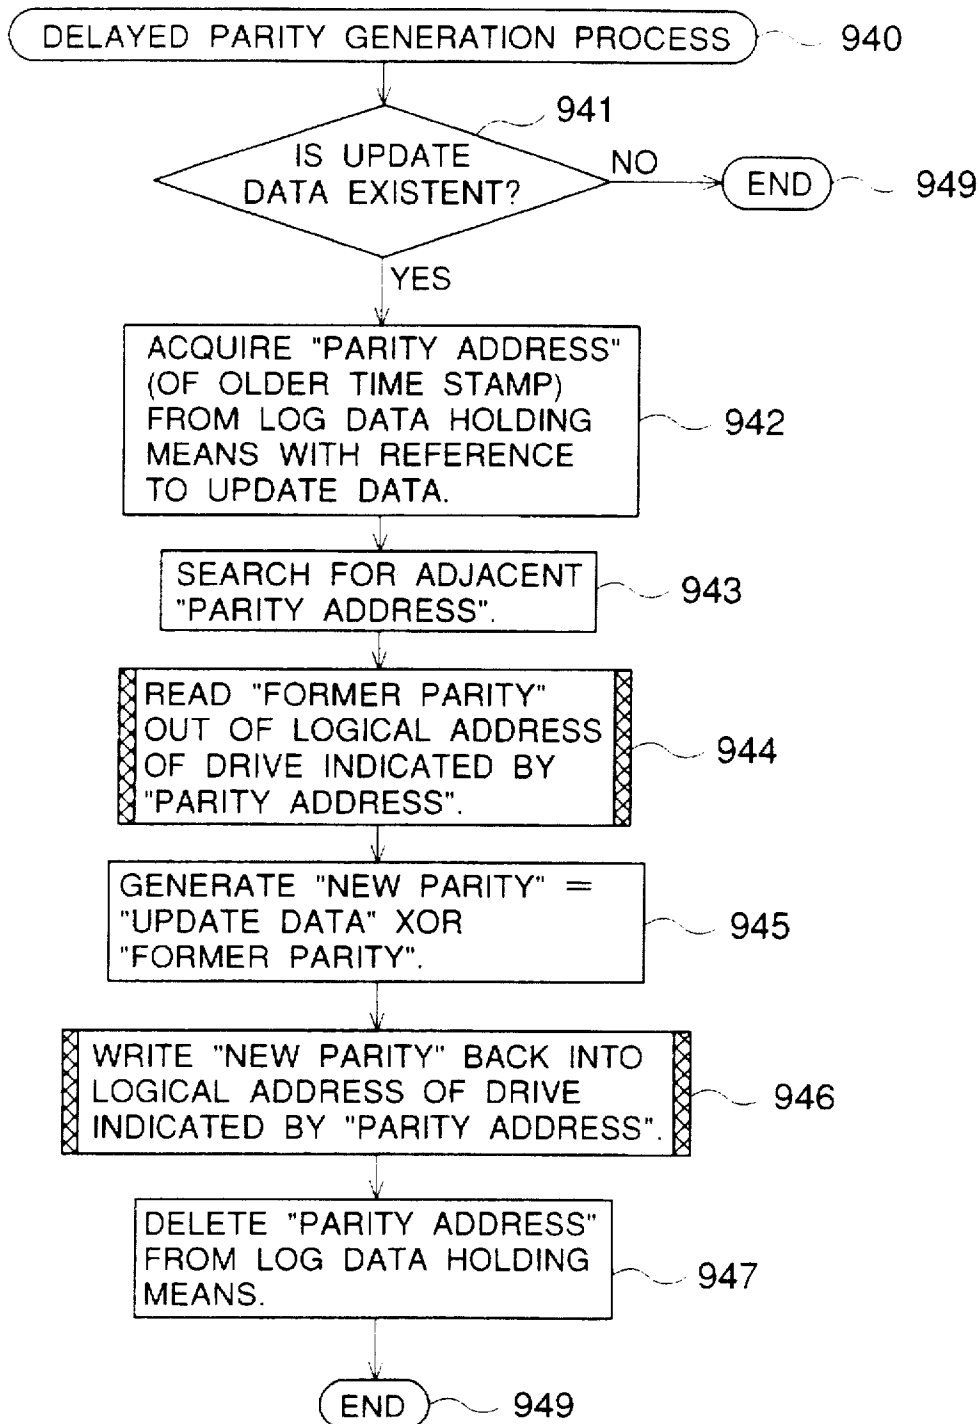 DELAYED PARITY GENERATION PROCESS 940
941
IS UPDATE
DATA EXISTENT?
NO
END 949
YES
ACQUIRE "PARITY ADDRESS"
(OF OLDER TIME STAMP)
FROM LOG DATA HOLDING
MEANS WITH REFERENCE
TO UPDATE DATA.
942
SEARCH FOR ADJACENT
"PARITY ADDRESS".
943
READ "FORMER PARITY"
OUT OF LOGICAL ADDRESS
OF DRIVE INDICATED BY
"PARITY ADDRESS".
944
GENERATE "NEW PARITY" =
"UPDATE DATA" XOR
"FORMER PARITY".
945
WRITE "NEW PARITY" BACK INTO
LOGICAL ADDRESS OF DRIVE
INDICATED BY "PARITY ADDRESS".
946
DELETE "PARITY ADDRESS"
FROM LOG DATA HOLDING
MEANS.
947
END 949